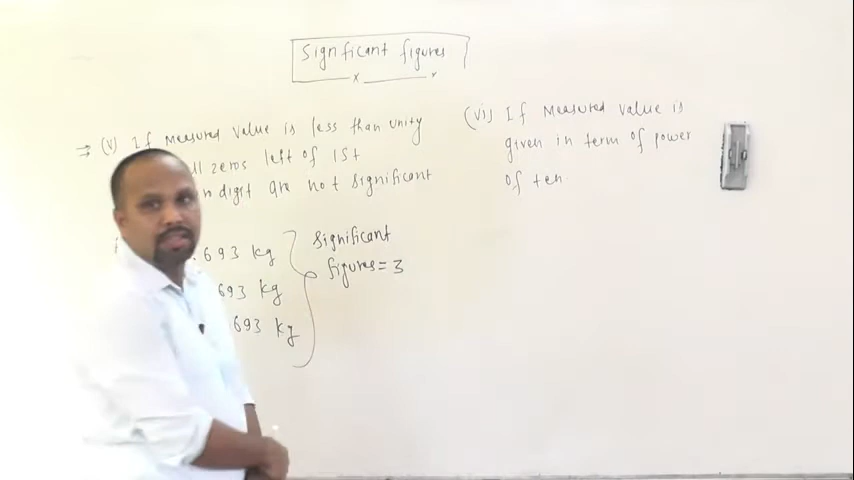 Significant figures
⇒ (v) If measured value is less than unity
zeros left of 1st
digit are not significant
693 kg
693 kg
693 kg
Significant
figures = 3
(vi) If measured value is
given in term of power
of ten